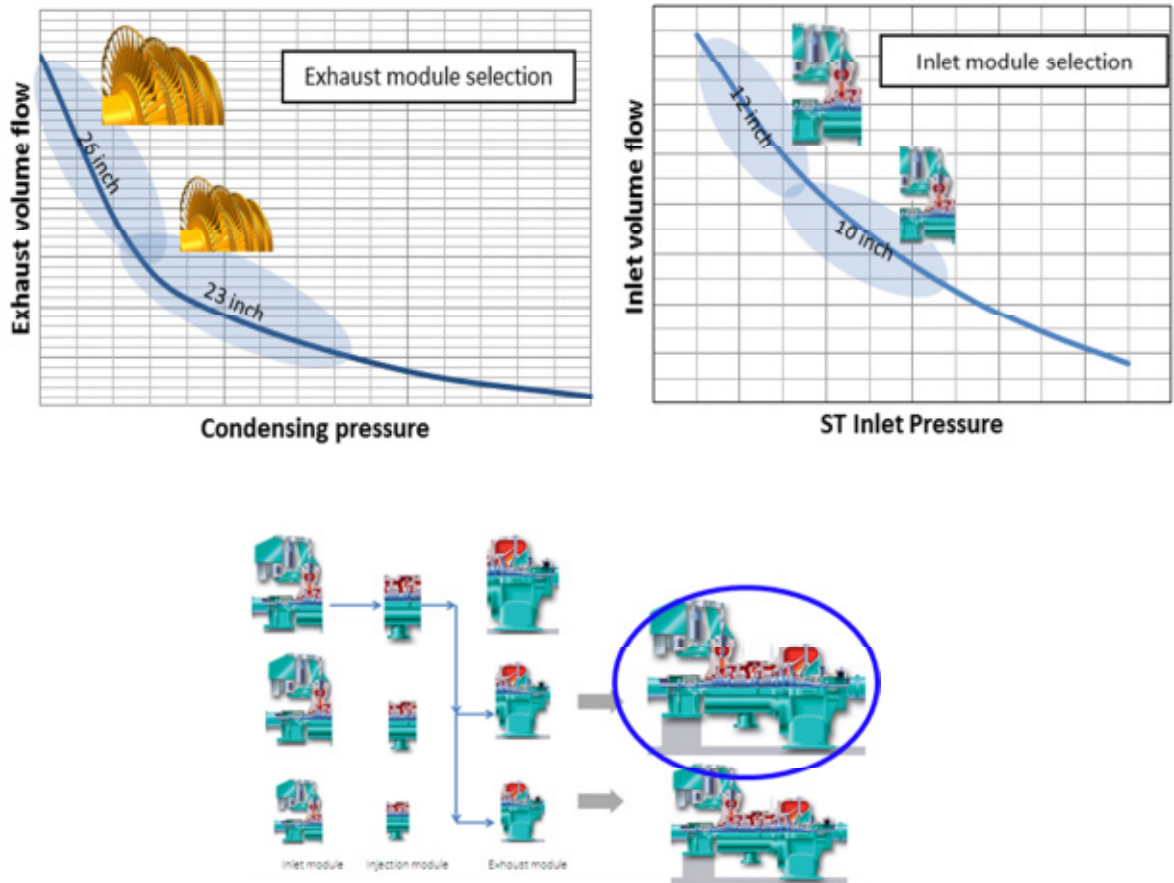 Exhaust module selection
Exhaust volume flow
26 inch
23 inch
Condensing pressure
Inlet module selection
Inlet volume flow
12 inch
10 inch
ST Inlet Pressure
Inlet module
Injection module
Exhaust module